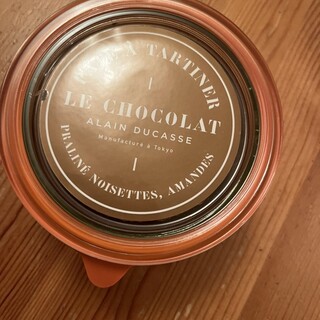 À TARTINER
LE CHOCOLAT
ALAIN DUCASSE
Manufacture à Tokyo
PRALINÉ NOISETTES, AMANDES